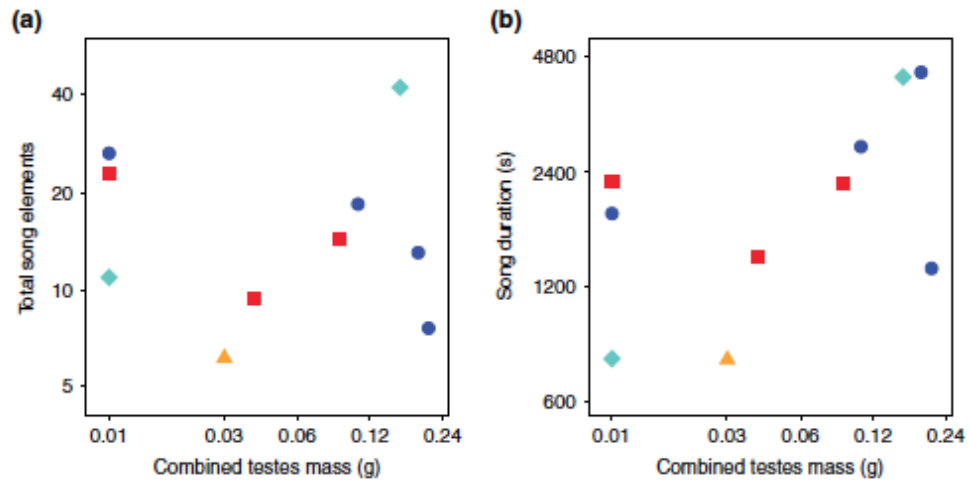 (a)
Total song elements
40
20
10
5
0.01 0.03 0.06 0.12 0.24
Combined testes mass (g)
(b)
Song duration (s)
4800
2400
1200
600
0.01 0.03 0.06 0.12 0.24
Combined testes mass (g)